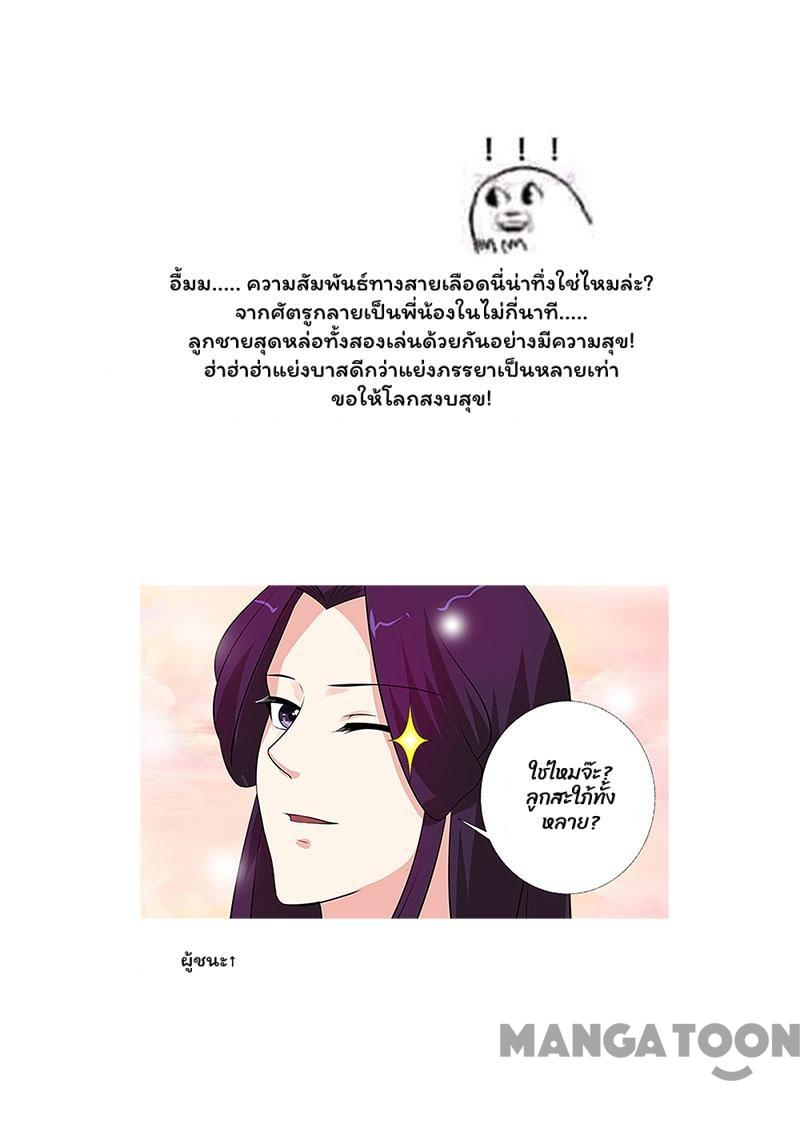 ! ! !
อื้มม..... ความสัมพันธ์ทางสายเลือดนี่น่าทึ่งใช่ไหมล่ะ?
จากศัตรูกลายเป็นพี่น้องในไม่กี่นาที.....
ลูกชายสุดหล่อทั้งสองเล่นด้วยกันอย่างมีความสุข!
ฮ่าฮ่าฮ่าแย่งบาสดีกว่าแย่งภรรยาเป็นหลายเท่า
ขอให้โลกสงบสุข!
ใช่ไหมจ๊ะ?
ลูกสะใภ้ทั้ง
หลาย?
ผู้ชนะ↑
MANGATOON